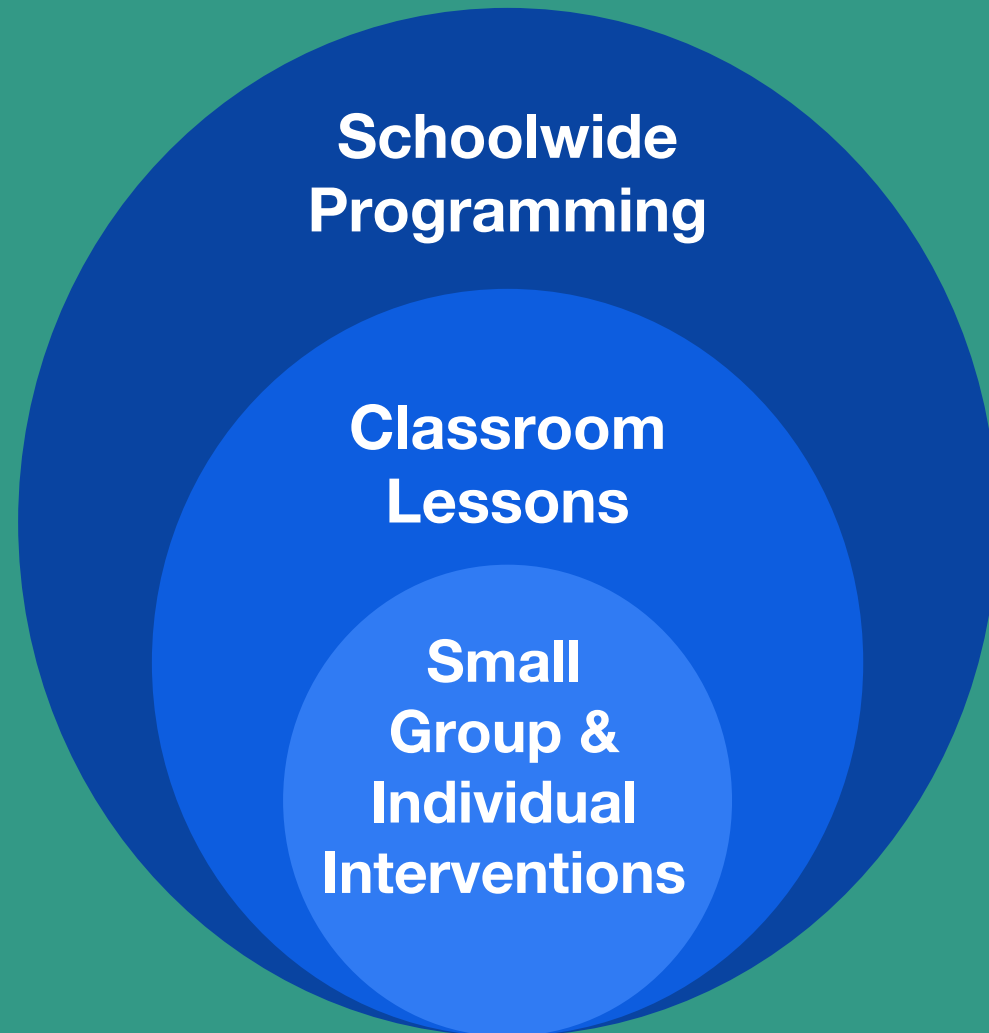 Schoolwide
Programming
Classroom
Lessons
Small
Group &
Individual
Interventions